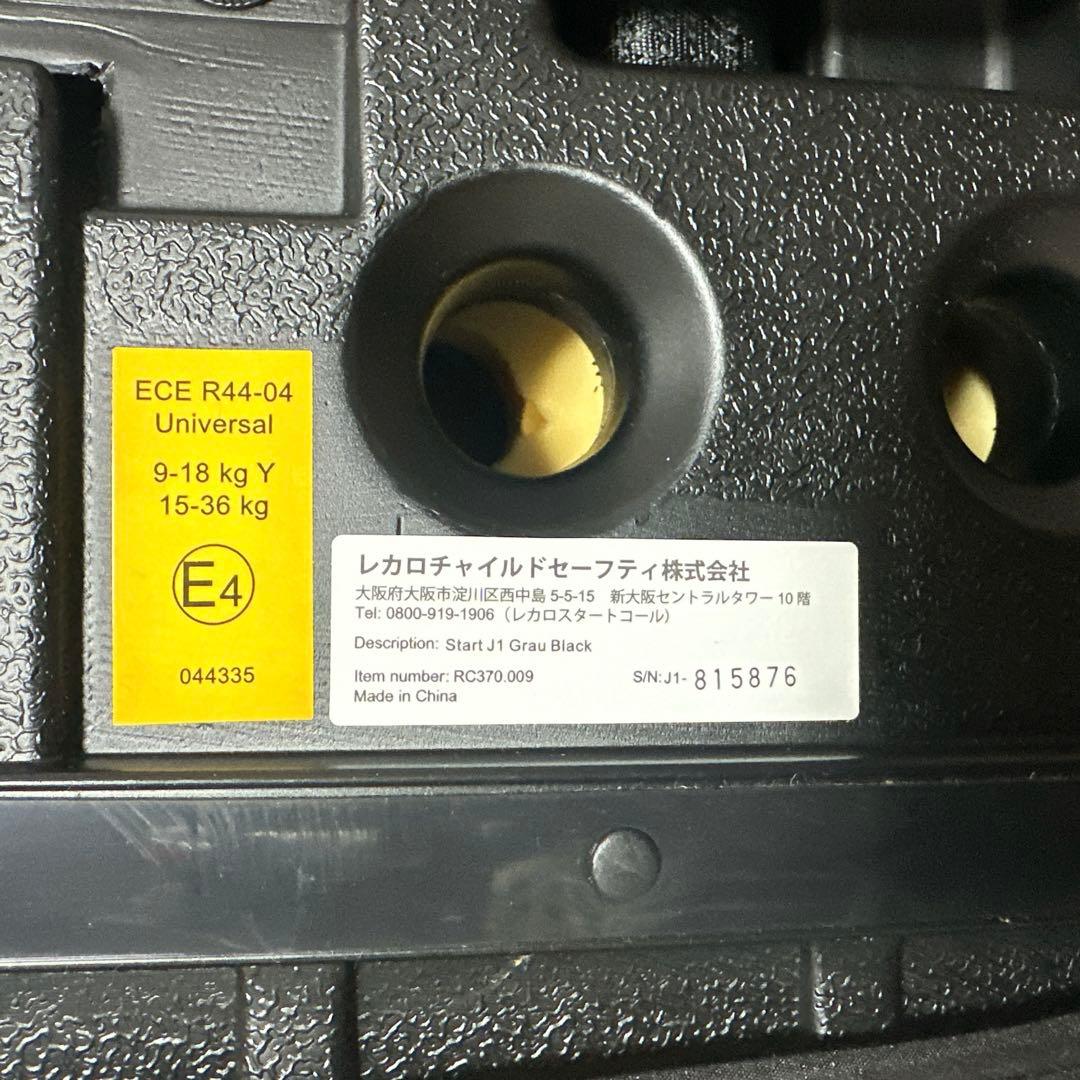 ECE R44-04
Universal
9-18 kg Y
15-36 kg
E4
044335
レカロチャイルドセーフティ株式会社
大阪府大阪市淀川区西中島 5-5-15　新大阪セントラルタワー 10 階
Tel: 0800-919-1906（レカロスタートコール）
Description: Start J1 Grau Black
Item number: RC370.009 S/N: J1- 815876
Made in China